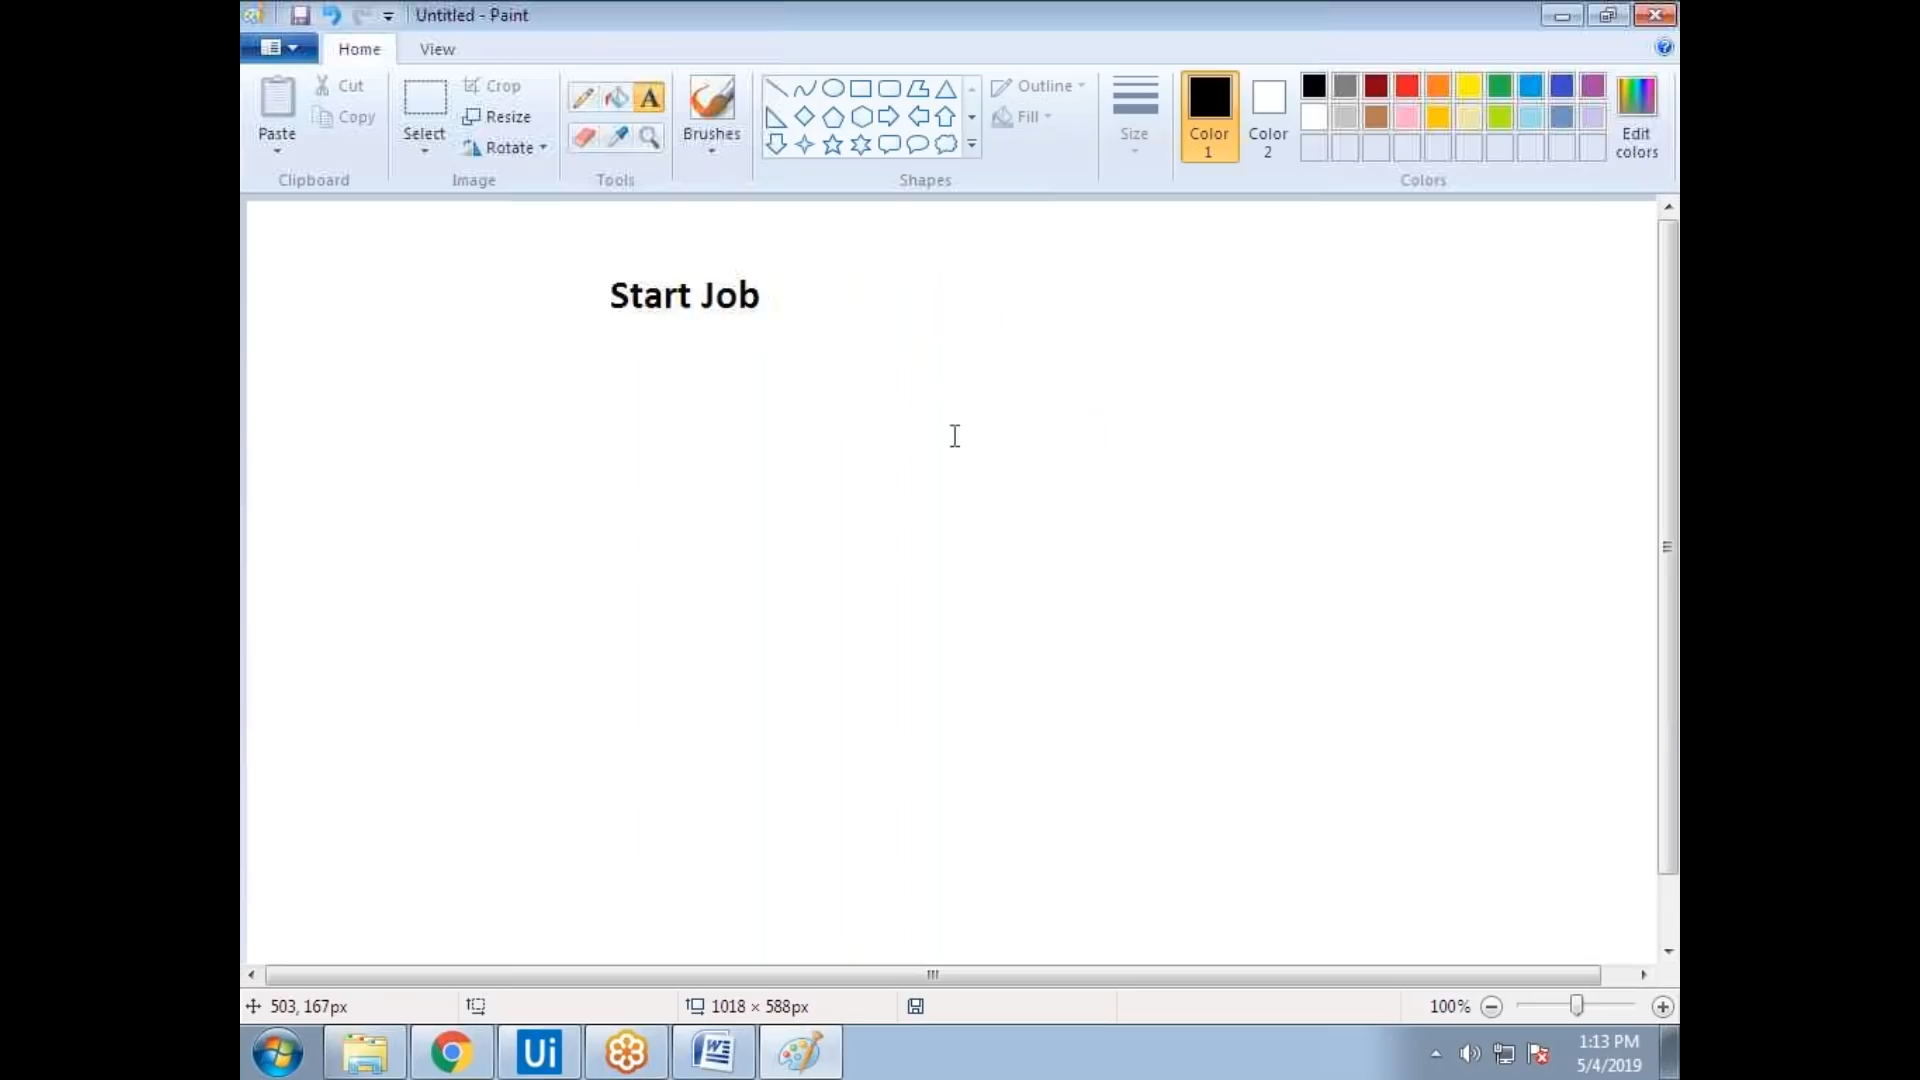 Untitled - Paint
Home
View
Paste
Cut
Copy
Clipboard
Select
Crop
Resize
Rotate
Image
A
Tools
Brushes
Shapes
Outline
Fill
Size
Color 1
Color 2
Edit colors
Colors
Start Job
503, 167px
1018 × 588px
100%
Ui
W
1:13 PM
5/4/2019